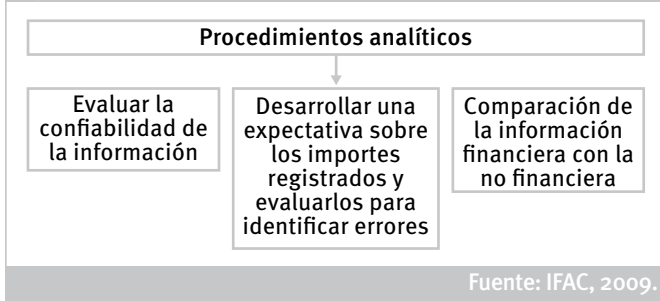 Procedimientos analíticos
Evaluar la
confiabilidad de
la información
Desarrollar una
expectativa sobre
los importes
registrados y
evaluarlos para
identificar errores
Comparación de
la información
financiera con la
no financiera
Fuente: IFAC, 2009.